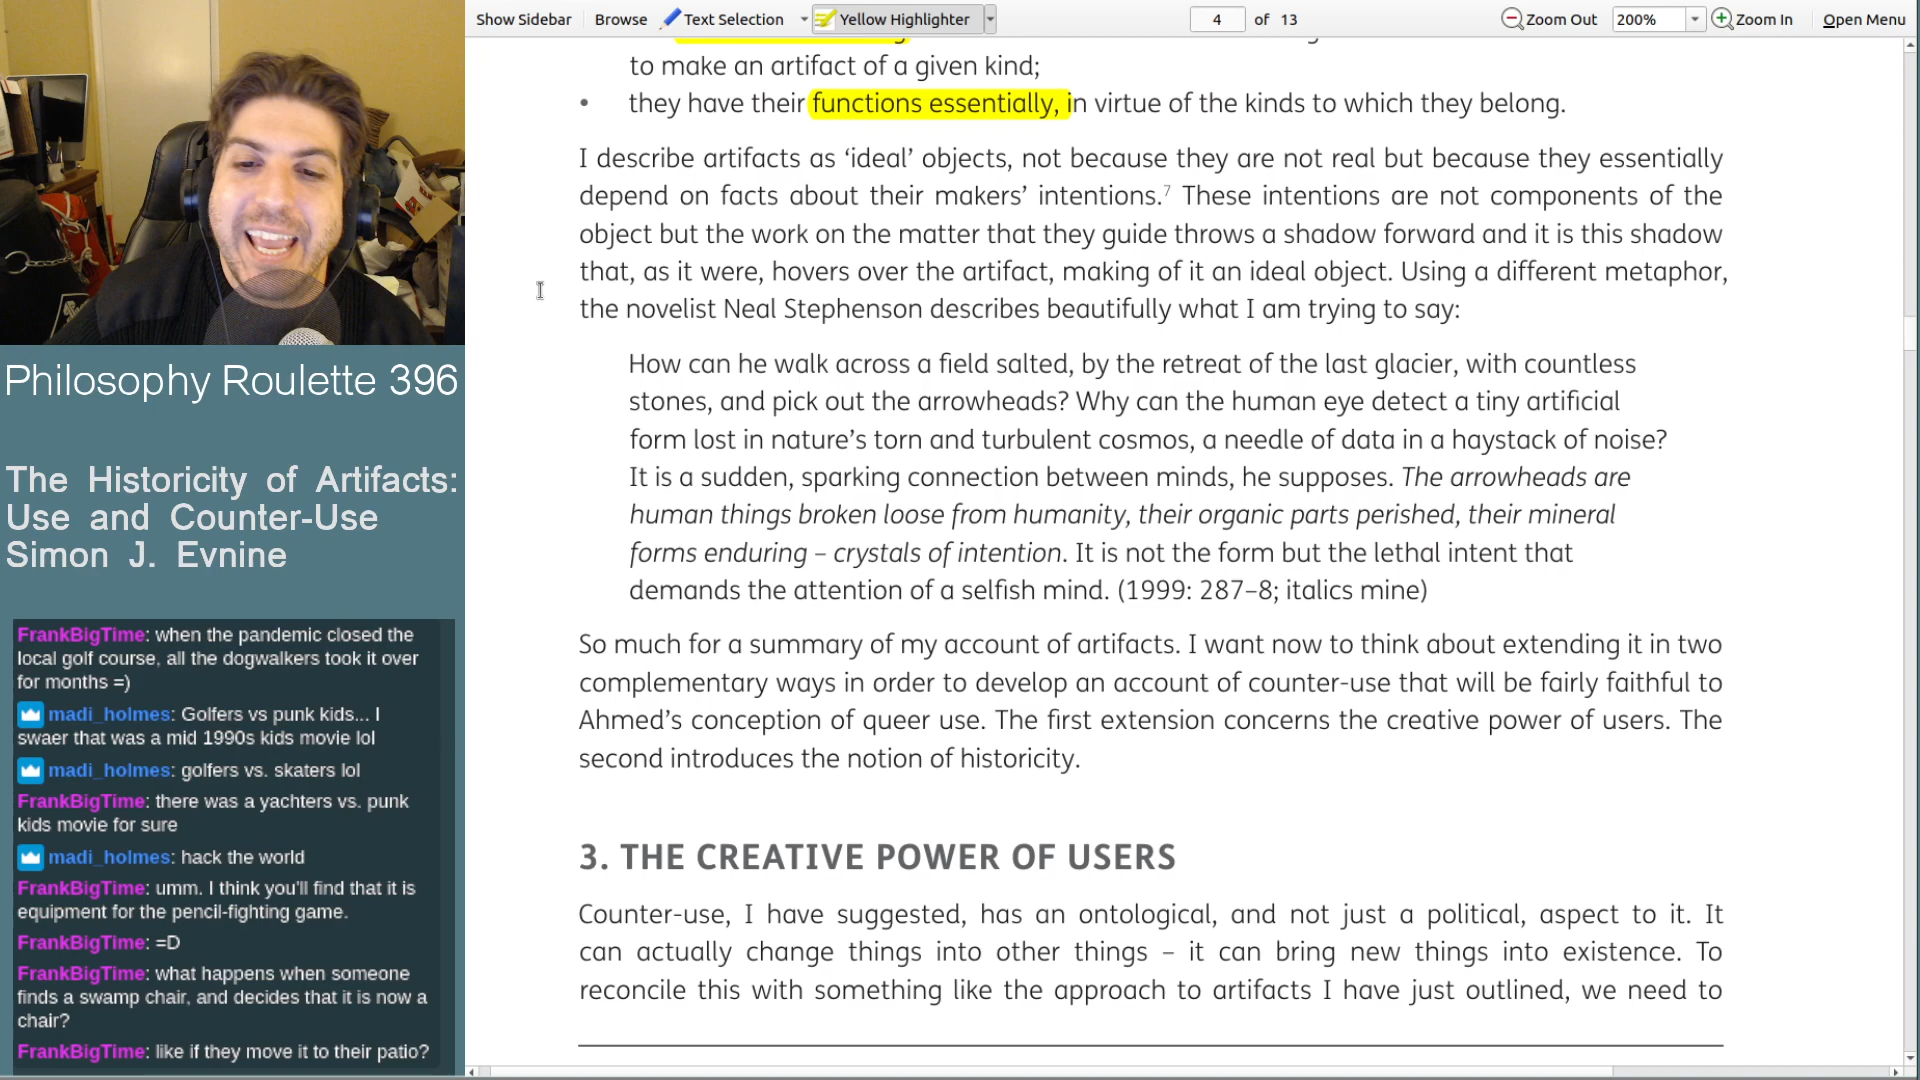 Show Sidebar Browse Text Selection Yellow Highlighter 4 of 13 Zoom Out 200% Zoom In Open Menu
to make an artifact of a given kind;
• they have their functions essentially, in virtue of the kinds to which they belong.
I describe artifacts as ‘ideal’ objects, not because they are not real but because they essentially
depend on facts about their makers’ intentions.7 These intentions are not components of the
object but the work on the matter that they guide throws a shadow forward and it is this shadow
that, as it were, hovers over the artifact, making of it an ideal object. Using a different metaphor,
the novelist Neal Stephenson describes beautifully what I am trying to say:
How can he walk across a field salted, by the retreat of the last glacier, with countless
stones, and pick out the arrowheads? Why can the human eye detect a tiny artificial
form lost in nature’s torn and turbulent cosmos, a needle of data in a haystack of noise?
It is a sudden, sparking connection between minds, he supposes. The arrowheads are
human things broken loose from humanity, their organic parts perished, their mineral
forms enduring – crystals of intention. It is not the form but the lethal intent that
demands the attention of a selfish mind. (1999: 287–8; italics mine)
So much for a summary of my account of artifacts. I want now to think about extending it in two
complementary ways in order to develop an account of counter-use that will be fairly faithful to
Ahmed’s conception of queer use. The first extension concerns the creative power of users. The
second introduces the notion of historicity.
3. THE CREATIVE POWER OF USERS
Counter-use, I have suggested, has an ontological, and not just a political, aspect to it. It
can actually change things into other things – it can bring new things into existence. To
reconcile this with something like the approach to artifacts I have just outlined, we need to
Philosophy Roulette 396
The Historicity of Artifacts:
Use and Counter-Use
Simon J. Evnine
FrankBigTime: when the pandemic closed the
local golf course, all the dogwalkers took it over
for months =)
madi_holmes: Golfers vs punk kids... I
swaer that was a mid 1990s kids movie lol
madi_holmes: golfers vs. skaters lol
FrankBigTime: there was a yachters vs. punk
kids movie for sure
madi_holmes: hack the world
FrankBigTime: umm. I think you'll find that it is
equipment for the pencil-fighting game.
FrankBigTime: =D
FrankBigTime: what happens when someone
finds a swamp chair, and decides that it is now a
chair?
FrankBigTime: like if they move it to their patio?